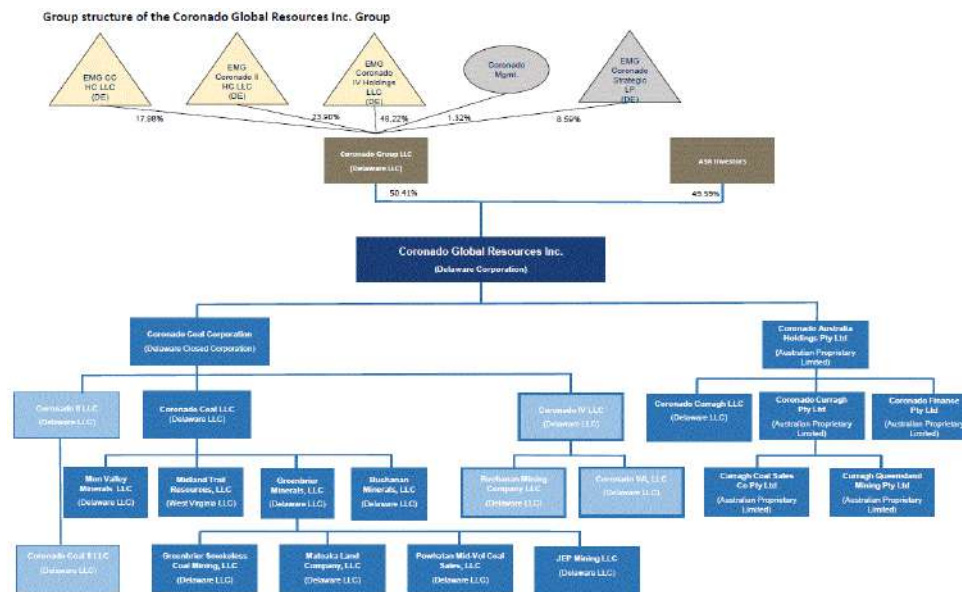 Group structure of the Coronado Global Resources Inc. Group
EMG CC
HC LLC
(DE)
EMG
Coronado II
HC LLC
(DE)
EMG
Coronado
IV Holdings
LLC
(DE)
Coronado
Mgmt.
EMG
Coronado
Strategic
LP
(DE)
17.98%
23.90%
48.22%
1.32%
8.59%
Coronado Group LLC
(Delaware LLC)
ASX Investors
50.41%
49.59%
Coronado Global Resources Inc.
(Delaware Corporation)
Coronado Coal Corporation
(Delaware Closed Corporation)
Coronado Australia
Holdings Pty Ltd
(Australian Proprietary
Limited)
Coronado II LLC
(Delaware LLC)
Coronado Coal LLC
(Delaware LLC)
Coronado IV LLC
(Delaware LLC)
Coronado Curragh LLC
(Delaware LLC)
Coronado Curragh
Pty Ltd
(Australian Proprietary
Limited)
Coronado Finance
Pty Ltd
(Australian Proprietary
Limited)
Mon Valley
Minerals, LLC
(Delaware LLC)
Midland Trail
Resources, LLC
(West Virginia LLC)
Greenbrier
Minerals, LLC
(Delaware LLC)
Buchanan
Minerals, LLC
(Delaware LLC)
Buchanan Mining
Company LLC
(Delaware LLC)
Coronado VA, LLC
(Delaware LLC)
Curragh Coal Sales
Co Pty Ltd
(Australian Proprietary
Limited)
Curragh Queensland
Mining Pty Ltd
(Australian Proprietary
Limited)
Coronado Coal II LLC
(Delaware LLC)
Greenbrier Smokeless
Coal Mining, LLC
(Delaware LLC)
Matoaka Land
Company, LLC
(Delaware LLC)
Powhatan Mid-Vol Coal
Sales, LLC
(Delaware LLC)
JEP Mining LLC
(Delaware LLC)